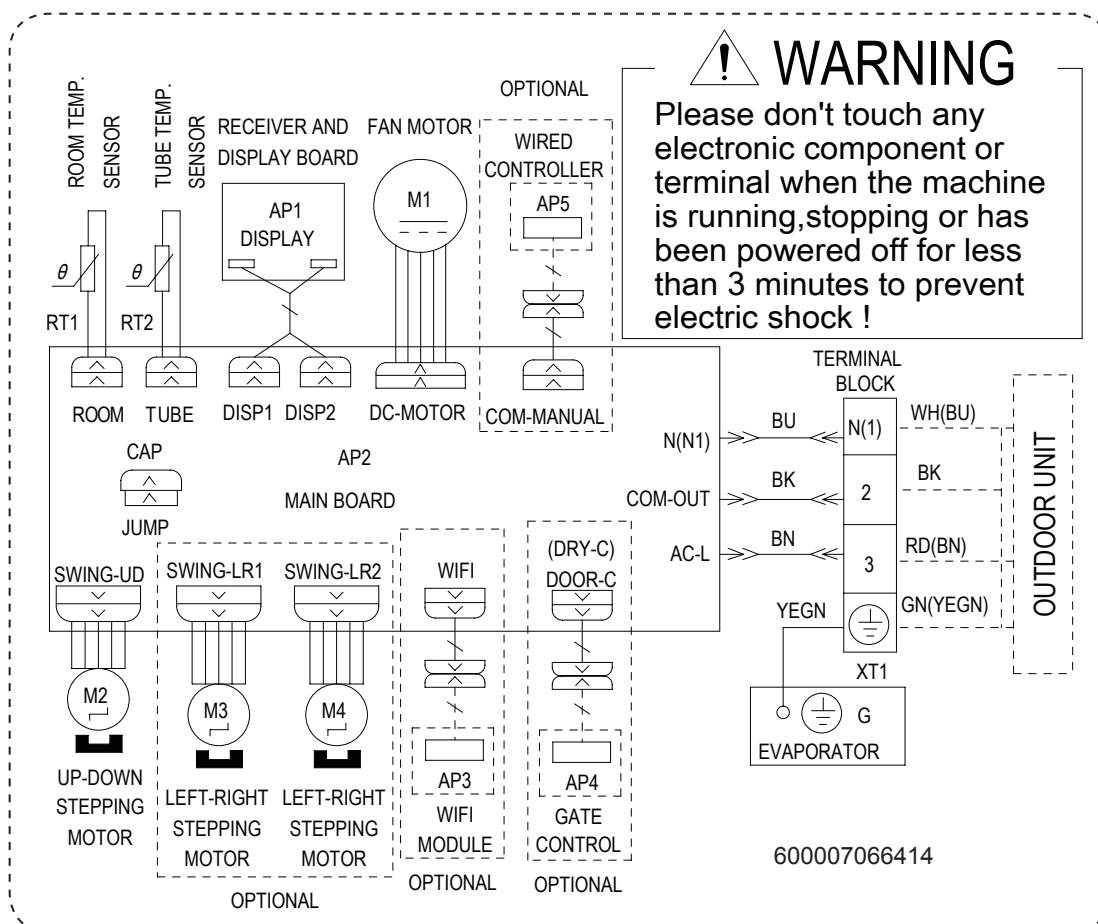 WARNING
Please don't touch any
electronic component or
terminal when the machine
is running,stopping or has
been powered off for less
than 3 minutes to prevent
electric shock !
ROOM TEMP.
SENSOR
TUBE TEMP.
SENSOR
RECEIVER AND
DISPLAY BOARD
FAN MOTOR
OPTIONAL
WIRED
CONTROLLER
AP5
AP1
DISPLAY
M1
θ
θ
RT1
RT2
ROOM
TUBE
DISP1
DISP2
DC-MOTOR
COM-MANUAL
TERMINAL
BLOCK
N(N1)
BU
N(1)
WH(BU)
COM-OUT
BK
2
BK
AC-L
BN
3
RD(BN)
YEGN
GN(YEGN)
XT1
OUTDOOR UNIT
G
EVAPORATOR
CAP
JUMP
AP2
MAIN BOARD
SWING-UD
SWING-LR1
SWING-LR2
WIFI
(DRY-C)
DOOR-C
M2
M3
M4
UP-DOWN
STEPPING
MOTOR
LEFT-RIGHT
STEPPING
MOTOR
LEFT-RIGHT
STEPPING
MOTOR
OPTIONAL
AP3
WIFI
MODULE
OPTIONAL
AP4
GATE
CONTROL
OPTIONAL
600007066414